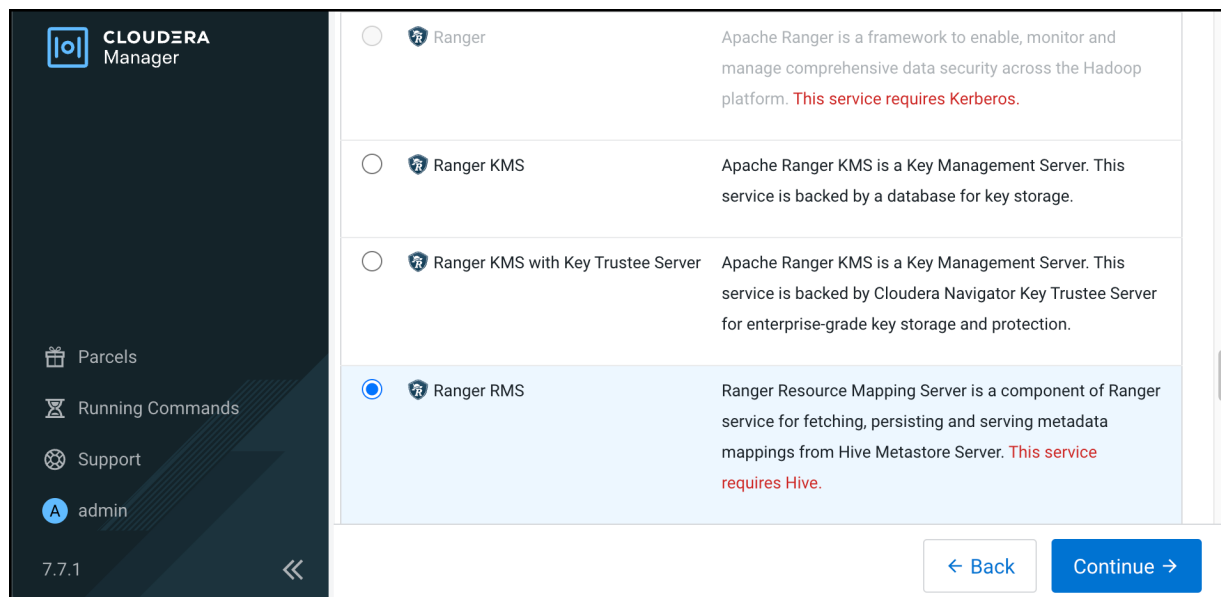 CLOUDERA
Manager
Parcels
Running Commands
Support
A admin
7.7.1
Ranger
Apache Ranger is a framework to enable, monitor and
manage comprehensive data security across the Hadoop
platform. This service requires Kerberos.
Ranger KMS
Apache Ranger KMS is a Key Management Server. This
service is backed by a database for key storage.
Ranger KMS with Key Trustee Server
Apache Ranger KMS is a Key Management Server. This
service is backed by Cloudera Navigator Key Trustee Server
for enterprise-grade key storage and protection.
Ranger RMS
Ranger Resource Mapping Server is a component of Ranger
service for fetching, persisting and serving metadata
mappings from Hive Metastore Server. This service
requires Hive.
← Back
Continue →